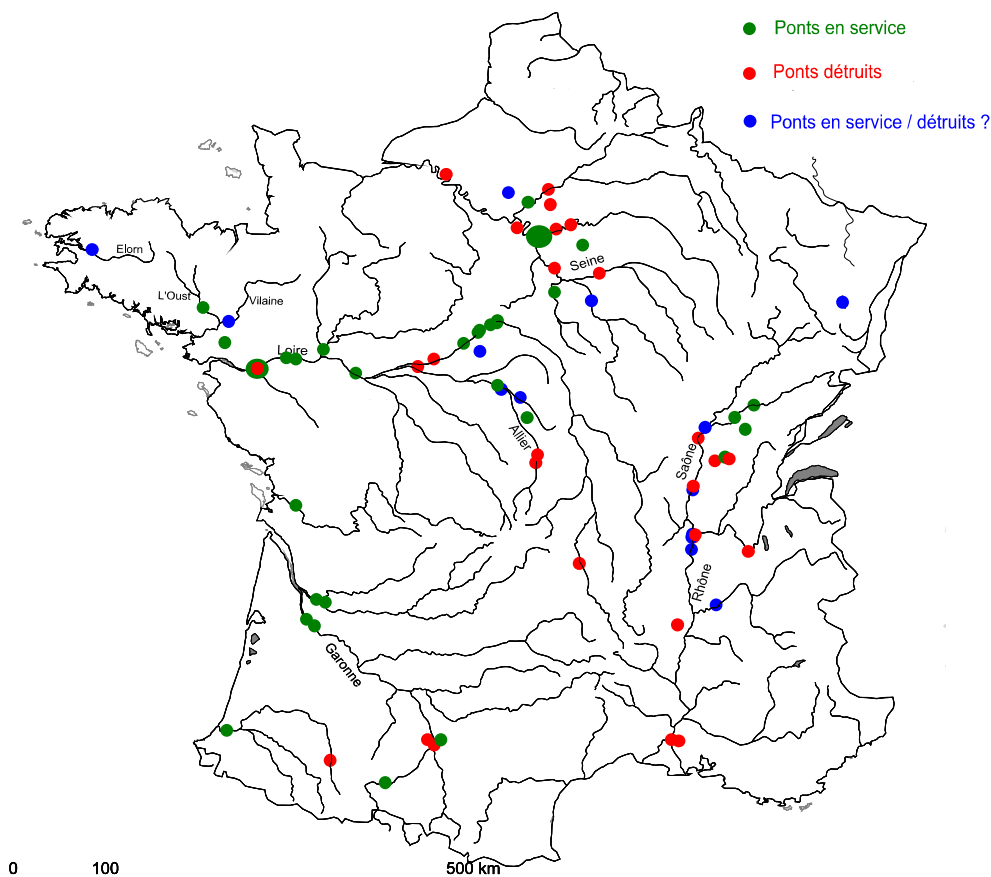 Ponts en service
Ponts détruits
Ponts en service / détruits ?
Elorn
L'Oust
Vilaine
Seine
Loire
Allier
Saône
Rhône
Garonne
0 100 500 km